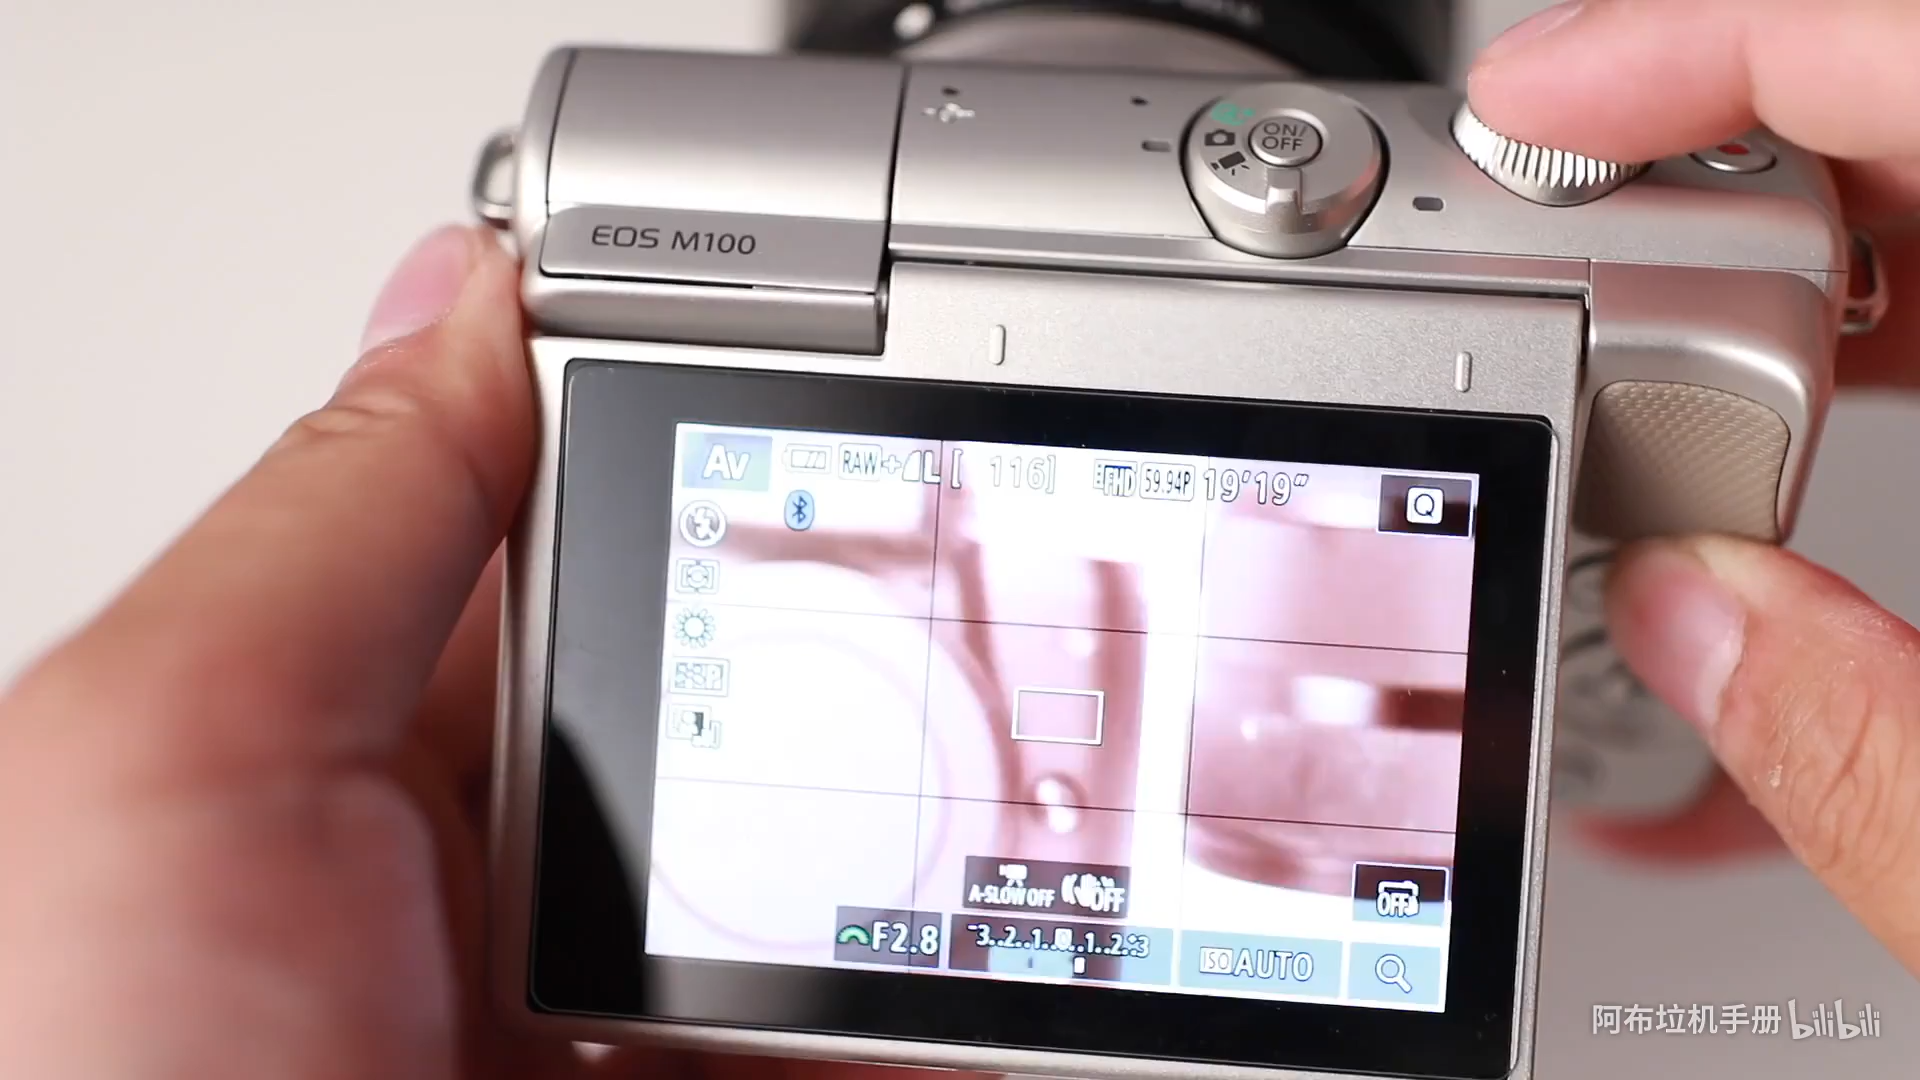 ON/
OFF
EOS M100
Av RAW+L [ 116] FHD 59.94P 19'19" Q
P
A-SLOW OFF OFF
OFF
F2.8 -3..2..1..0..1..2..+3 ISO AUTO
阿布垃机手册 bilibili